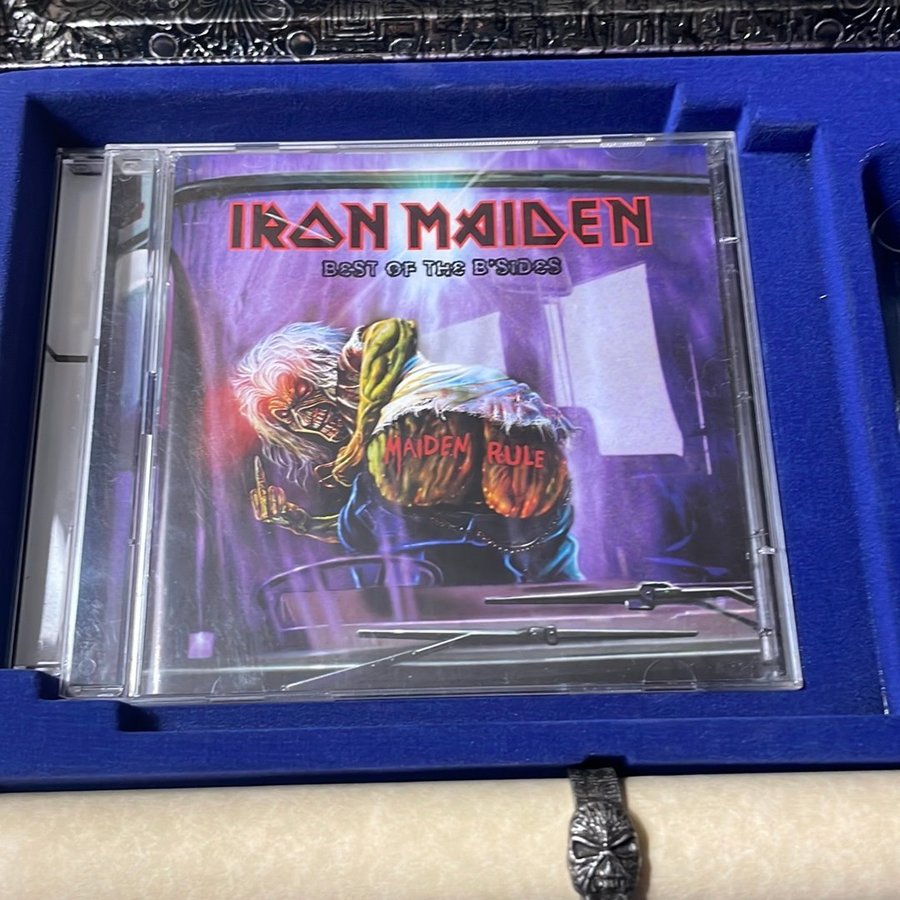 IRON MAIDEN
BEST OF THE B'SIDES
MAIDEN RULE